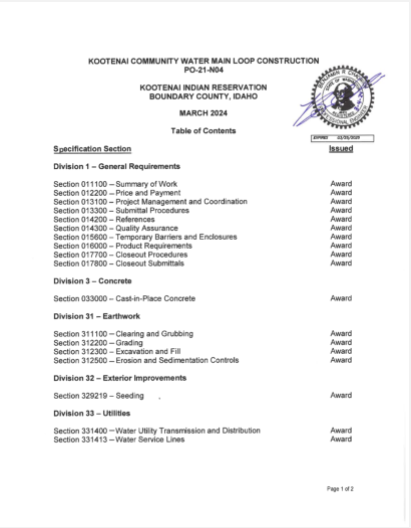 KOOTENAI COMMUNITY WATER MAIN LOOP CONSTRUCTION
PO-21-N04
KOOTENAI INDIAN RESERVATION
BOUNDARY COUNTY, IDAHO
MARCH 2024
Table of Contents
Specification Section Issued
Division 1 – General Requirements
Section 011100 – Summary of Work Award
Section 012200 – Price and Payment Award
Section 013100 – Project Management and Coordination Award
Section 013300 – Submittal Procedures Award
Section 014200 – References Award
Section 014300 – Quality Assurance Award
Section 015600 – Temporary Barriers and Enclosures Award
Section 016000 – Product Requirements Award
Section 017700 – Closeout Procedures Award
Section 017800 – Closeout Submittals Award
Division 3 – Concrete
Section 033000 – Cast-in-Place Concrete Award
Division 31 – Earthwork
Section 311100 – Clearing and Grubbing Award
Section 312200 – Grading Award
Section 312300 – Excavation and Fill Award
Section 312500 – Erosion and Sedimentation Controls Award
Division 32 – Exterior Improvements
Section 329219 – Seeding Award
Division 33 – Utilities
Section 331400 – Water Utility Transmission and Distribution Award
Section 331413 – Water Service Lines Award
Page 1 of 2